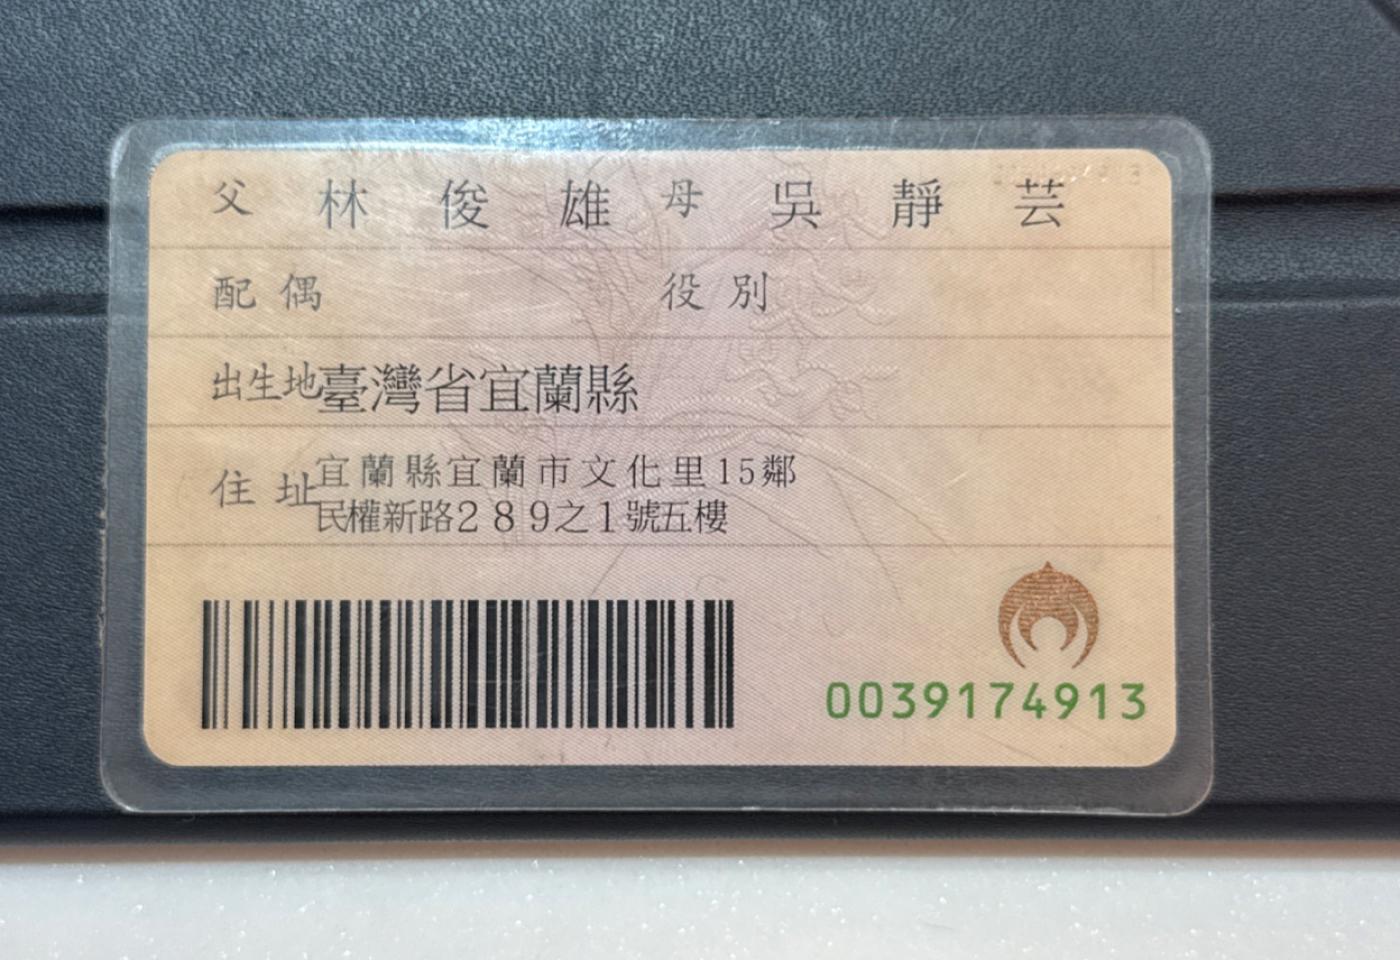 父 林俊雄 母 吳靜芸
配偶 役別
出生地 臺灣省宜蘭縣
住址 宜蘭縣宜蘭市文化里15鄰
民權新路289之1號五樓
0039174913